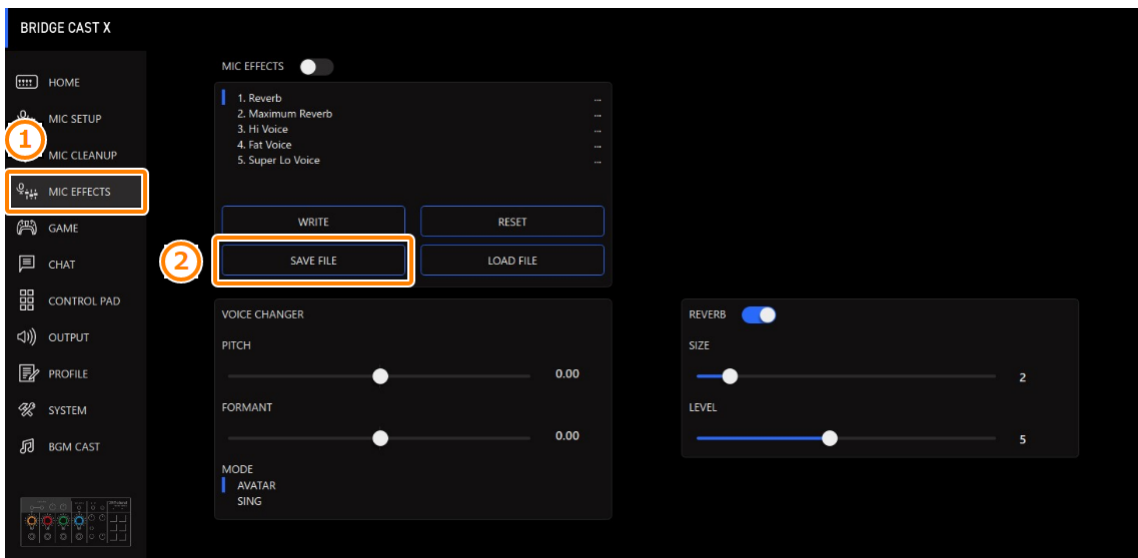 BRIDGE CAST X
HOME
MIC SETUP
1
MIC CLEANUP
MIC EFFECTS
GAME
CHAT
CONTROL PAD
OUTPUT
PROFILE
SYSTEM
BGM CAST
MIC EFFECTS
1. Reverb ...
2. Maximum Reverb ...
3. Hi Voice ...
4. Fat Voice ...
5. Super Lo Voice ...
WRITE RESET
2 SAVE FILE LOAD FILE
VOICE CHANGER
PITCH
0.00
FORMANT
0.00
MODE
AVATAR
SING
REVERB
SIZE
2
LEVEL
5